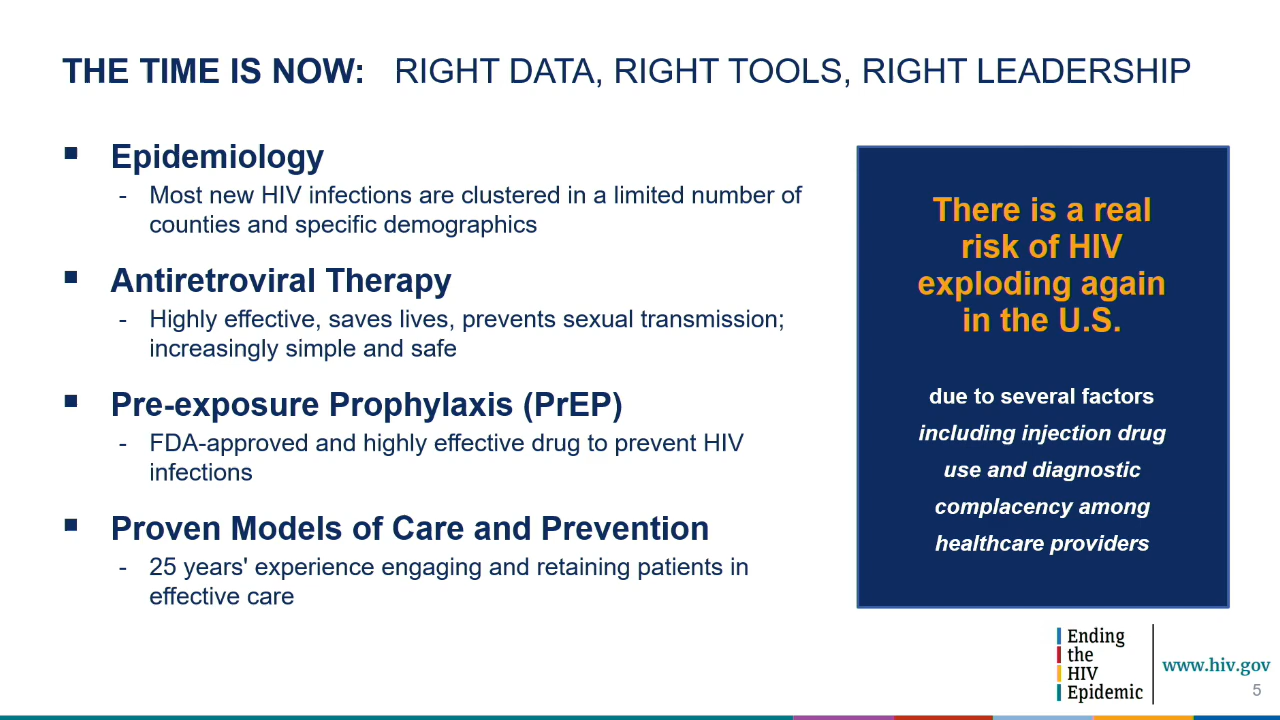 THE TIME IS NOW: RIGHT DATA, RIGHT TOOLS, RIGHT LEADERSHIP
▪ Epidemiology
- Most new HIV infections are clustered in a limited number of
counties and specific demographics
▪ Antiretroviral Therapy
- Highly effective, saves lives, prevents sexual transmission;
increasingly simple and safe
▪ Pre-exposure Prophylaxis (PrEP)
- FDA-approved and highly effective drug to prevent HIV
infections
▪ Proven Models of Care and Prevention
- 25 years' experience engaging and retaining patients in
effective care
There is a real
risk of HIV
exploding again
in the U.S.
due to several factors
including injection drug
use and diagnostic
complacency among
healthcare providers
Ending
the
HIV
Epidemic
www.hiv.gov
5